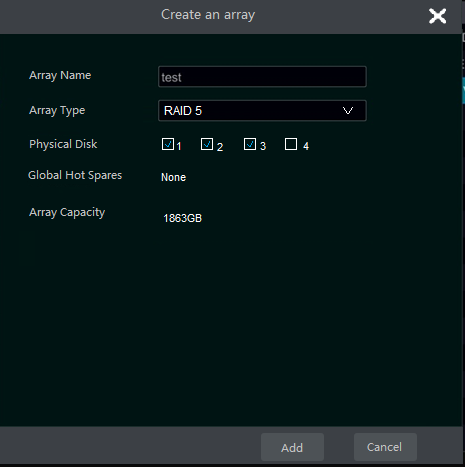 Create an array
Array Name test
Array Type RAID 5
Physical Disk 1 2 3 4
Global Hot Spares None
Array Capacity 1863GB
Add Cancel